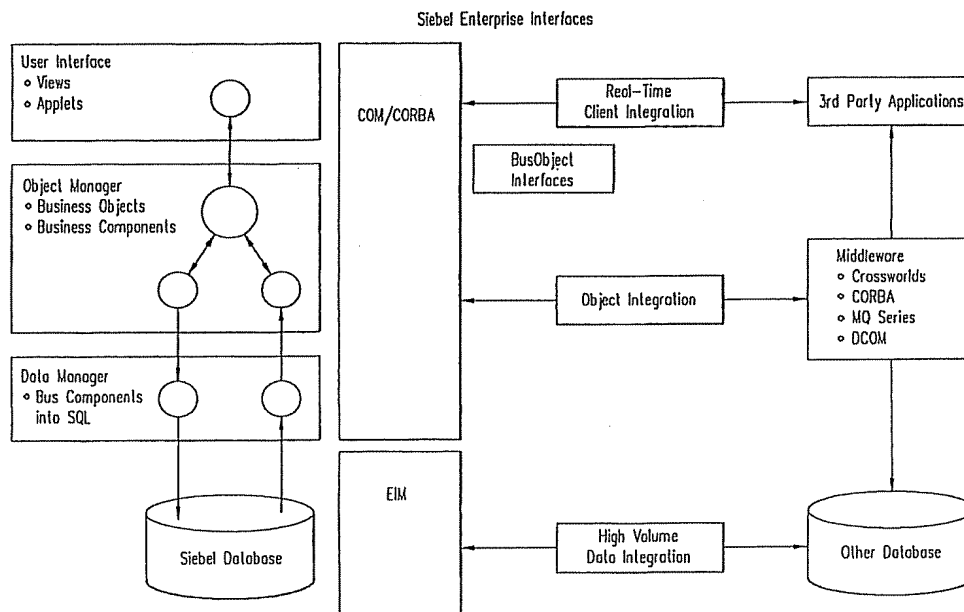 Siebel Enterprise Interfaces
User Interface
Views
Applets
Object Manager
Business Objects
Business Components
Data Manager
Bus Components
into SQL
Siebel Database
COM/CORBA
EIM
Real-Time
Client Integration
BusObject
Interfaces
Object Integration
High Volume
Data Integration
3rd Party Applications
Middleware
Crossworlds
CORBA
MQ Series
DCOM
Other Database